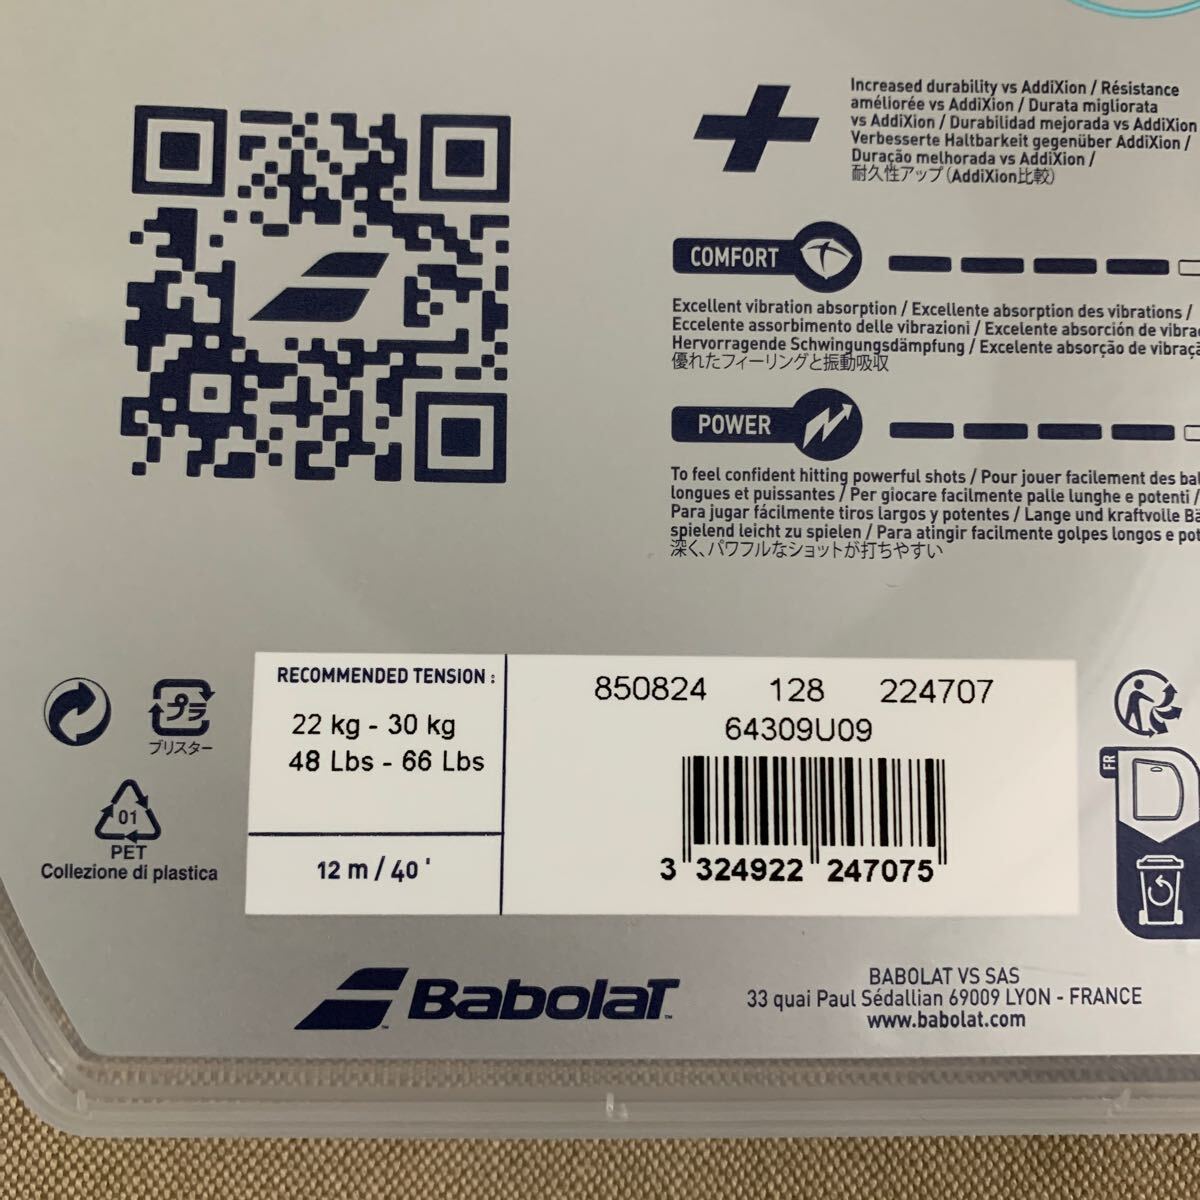 Increased durability vs AddiXion / Résistance
améliorée vs AddiXion / Durata migliorata
vs AddiXion / Durabilidad mejorada vs AddiXion
Verbesserte Haltbarkeit gegenüber AddiXion /
Duração melhorada vs AddiXion /
耐久性アップ(AddiXion比較)
COMFORT
Excellent vibration absorption / Excellente absorption des vibrations /
Eccelente assorbimento delle vibrazioni / Excelente absorción de
Hervorragende Schwingungsdämpfung / Excelente absorção de
優れたフィーリングと振動吸収
POWER
To feel confident hitting powerful shots / Pour jouer facilement des
longues et puissantes / Per giocare facilmente palle lunghe e potenti /
Para jugar fácilmente tiros largos y potentes / Lange und kraftvolle
spielend leicht zu spielen / Para atingir facilmente golpes longos e
深く、パワフルなショットが打ちやすい
RECOMMENDED TENSION :
22 kg - 30 kg
48 Lbs - 66 Lbs
12 m / 40 '
850824 128 224707
64309U09
3 324922 247075
プラ
ブリスター
01
PET
Collezione di plastica
FR
BabolaT™
BABOLAT VS SAS
33 quai Paul Sédallian 69009 LYON - FRANCE
www.babolat.com